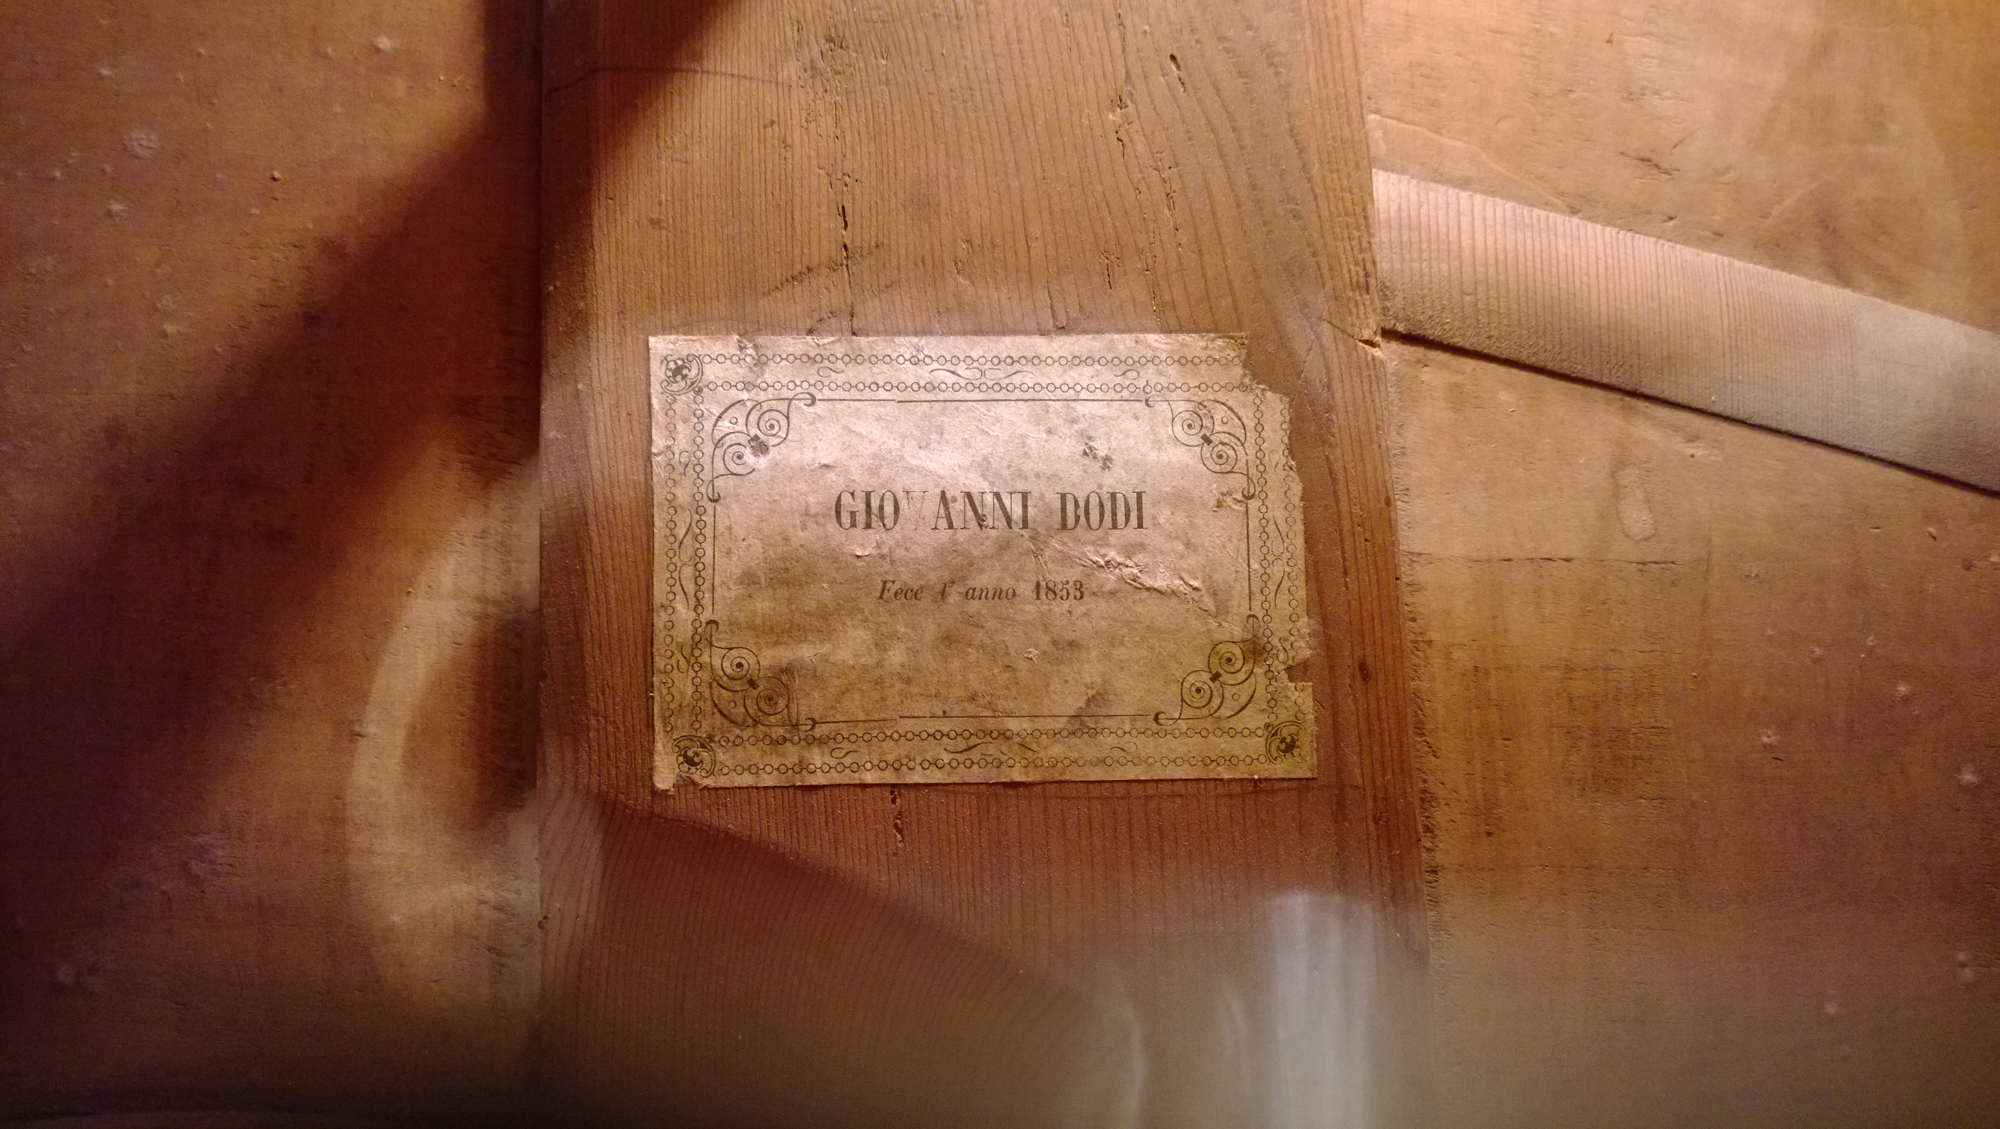 GIOVANNI DODI
Fece l' anno 1853